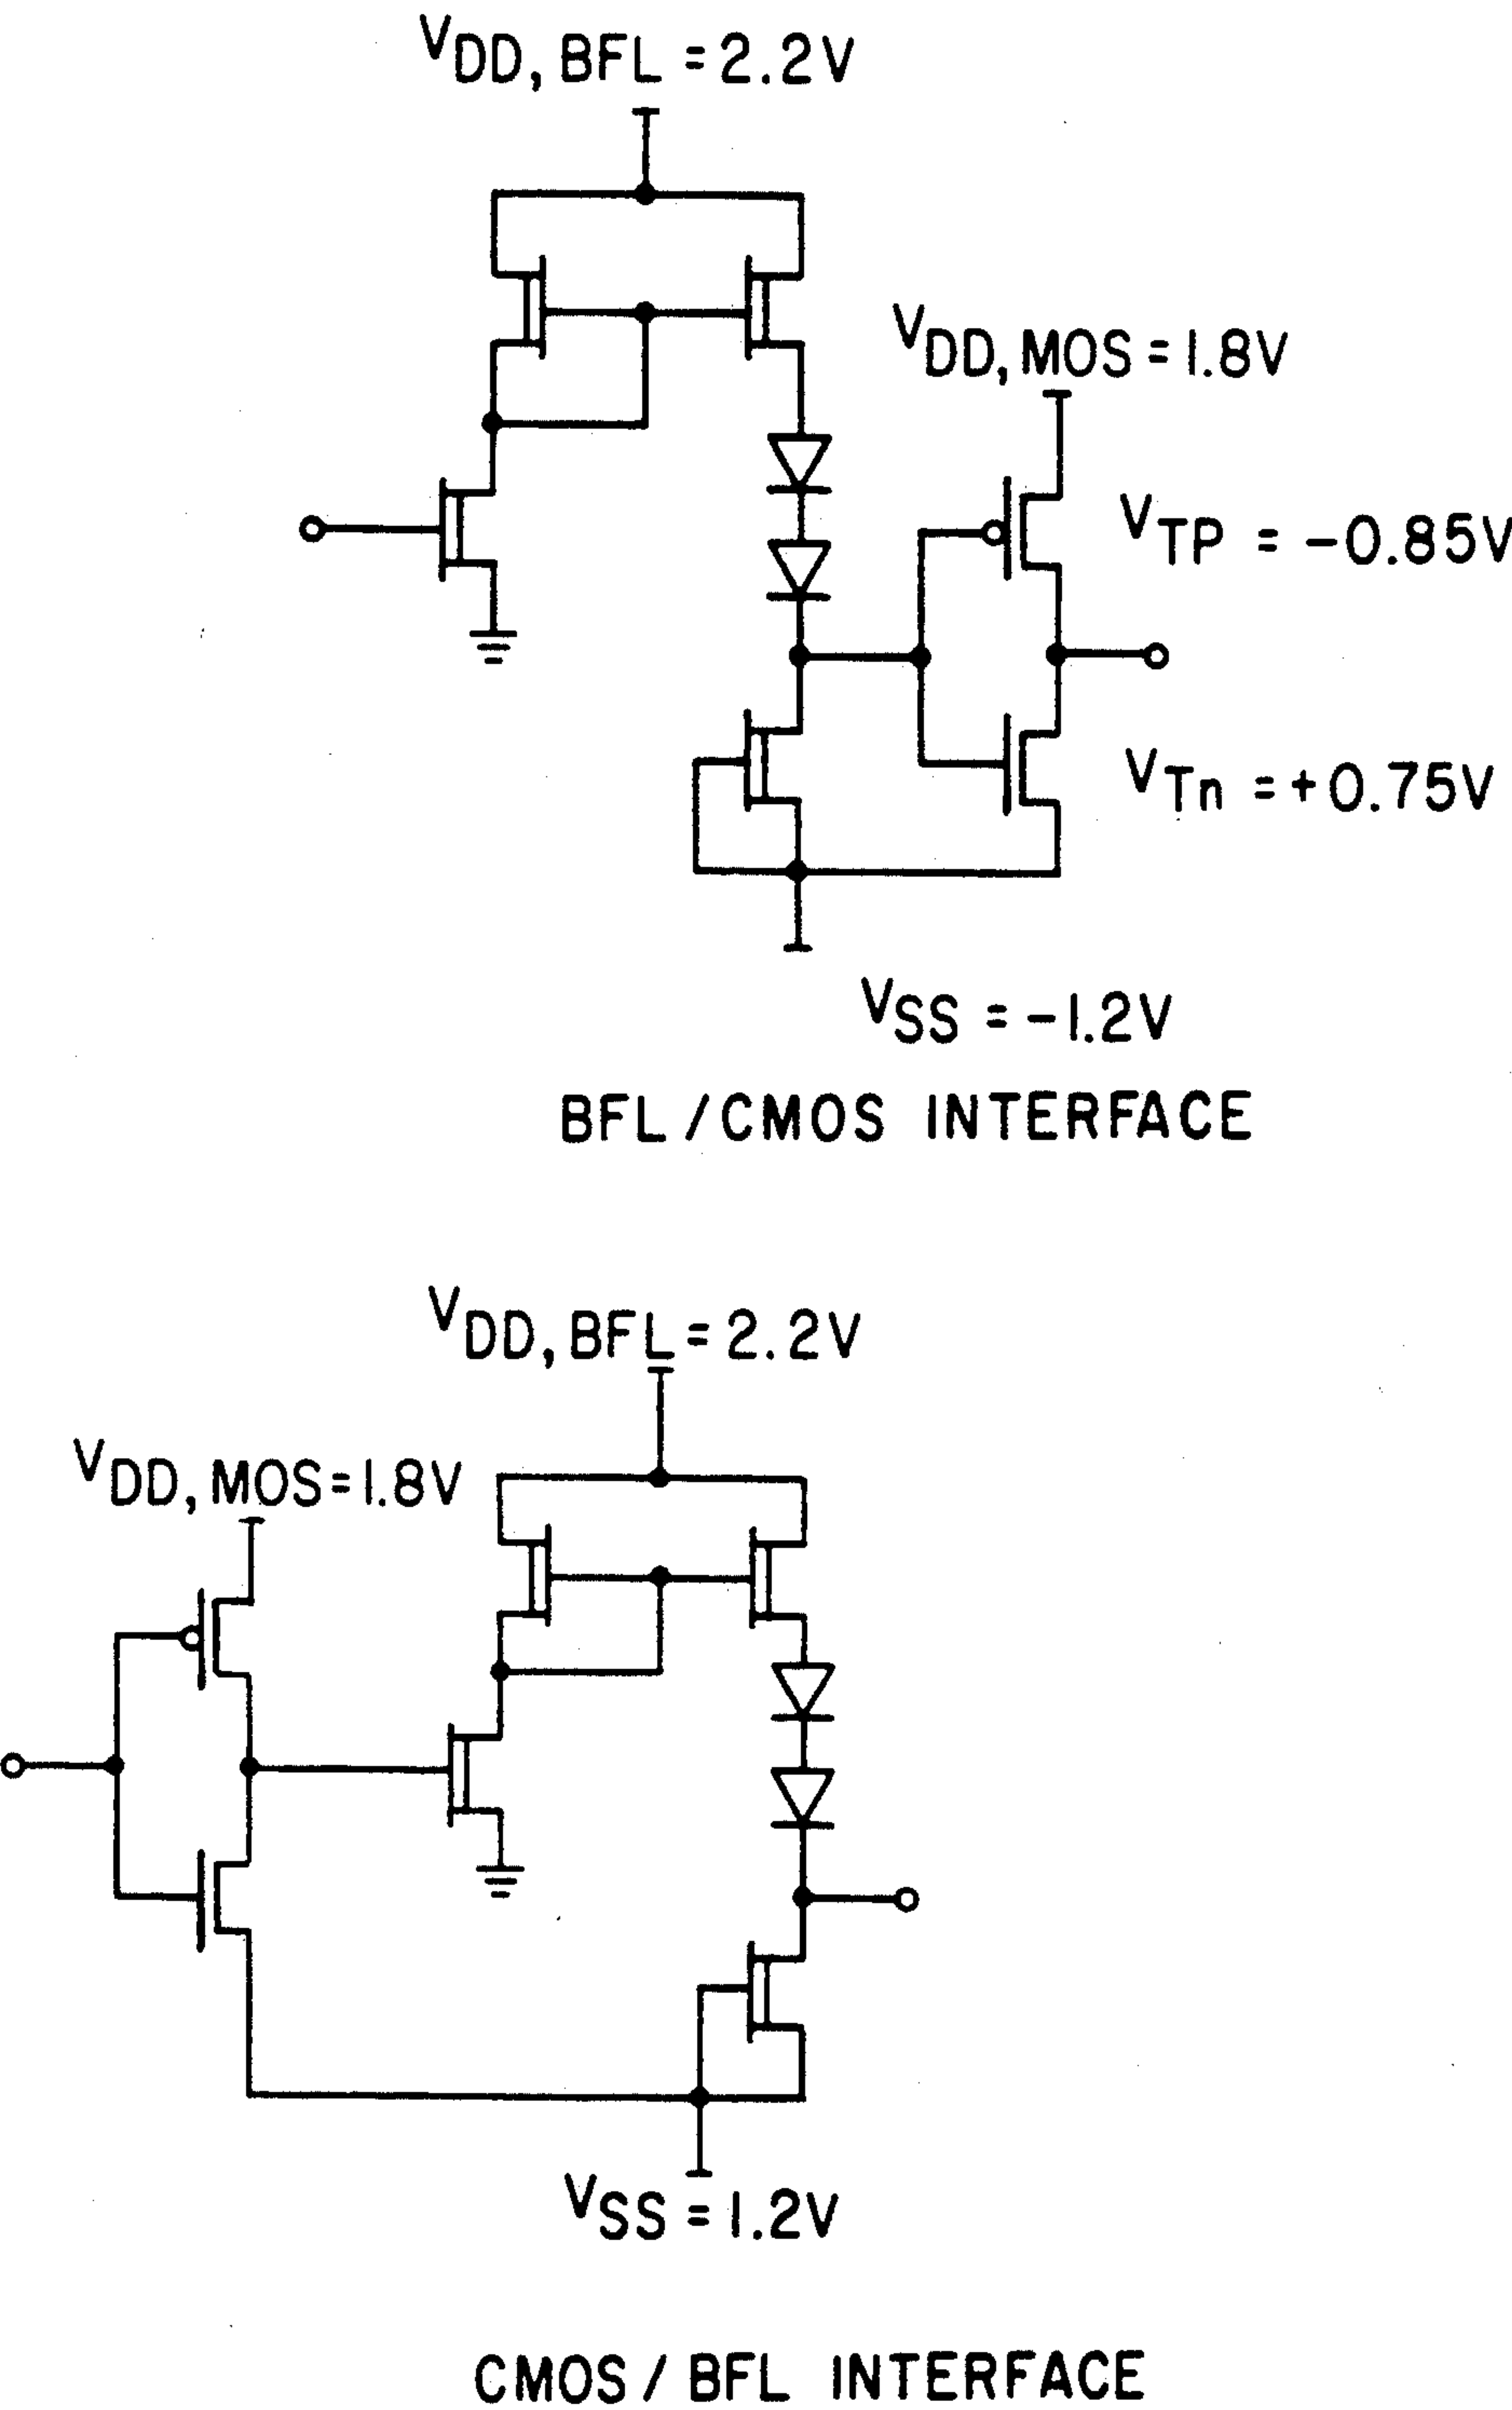 VDD, BFL = 2.2V
VDD, MOS = 1.8V
VTP = -0.85V
VTn = +0.75V
VSS = -1.2V
BFL/CMOS INTERFACE
VDD, BFL = 2.2V
VDD, MOS = 1.8V
VSS = 1.2V
CMOS/BFL INTERFACE